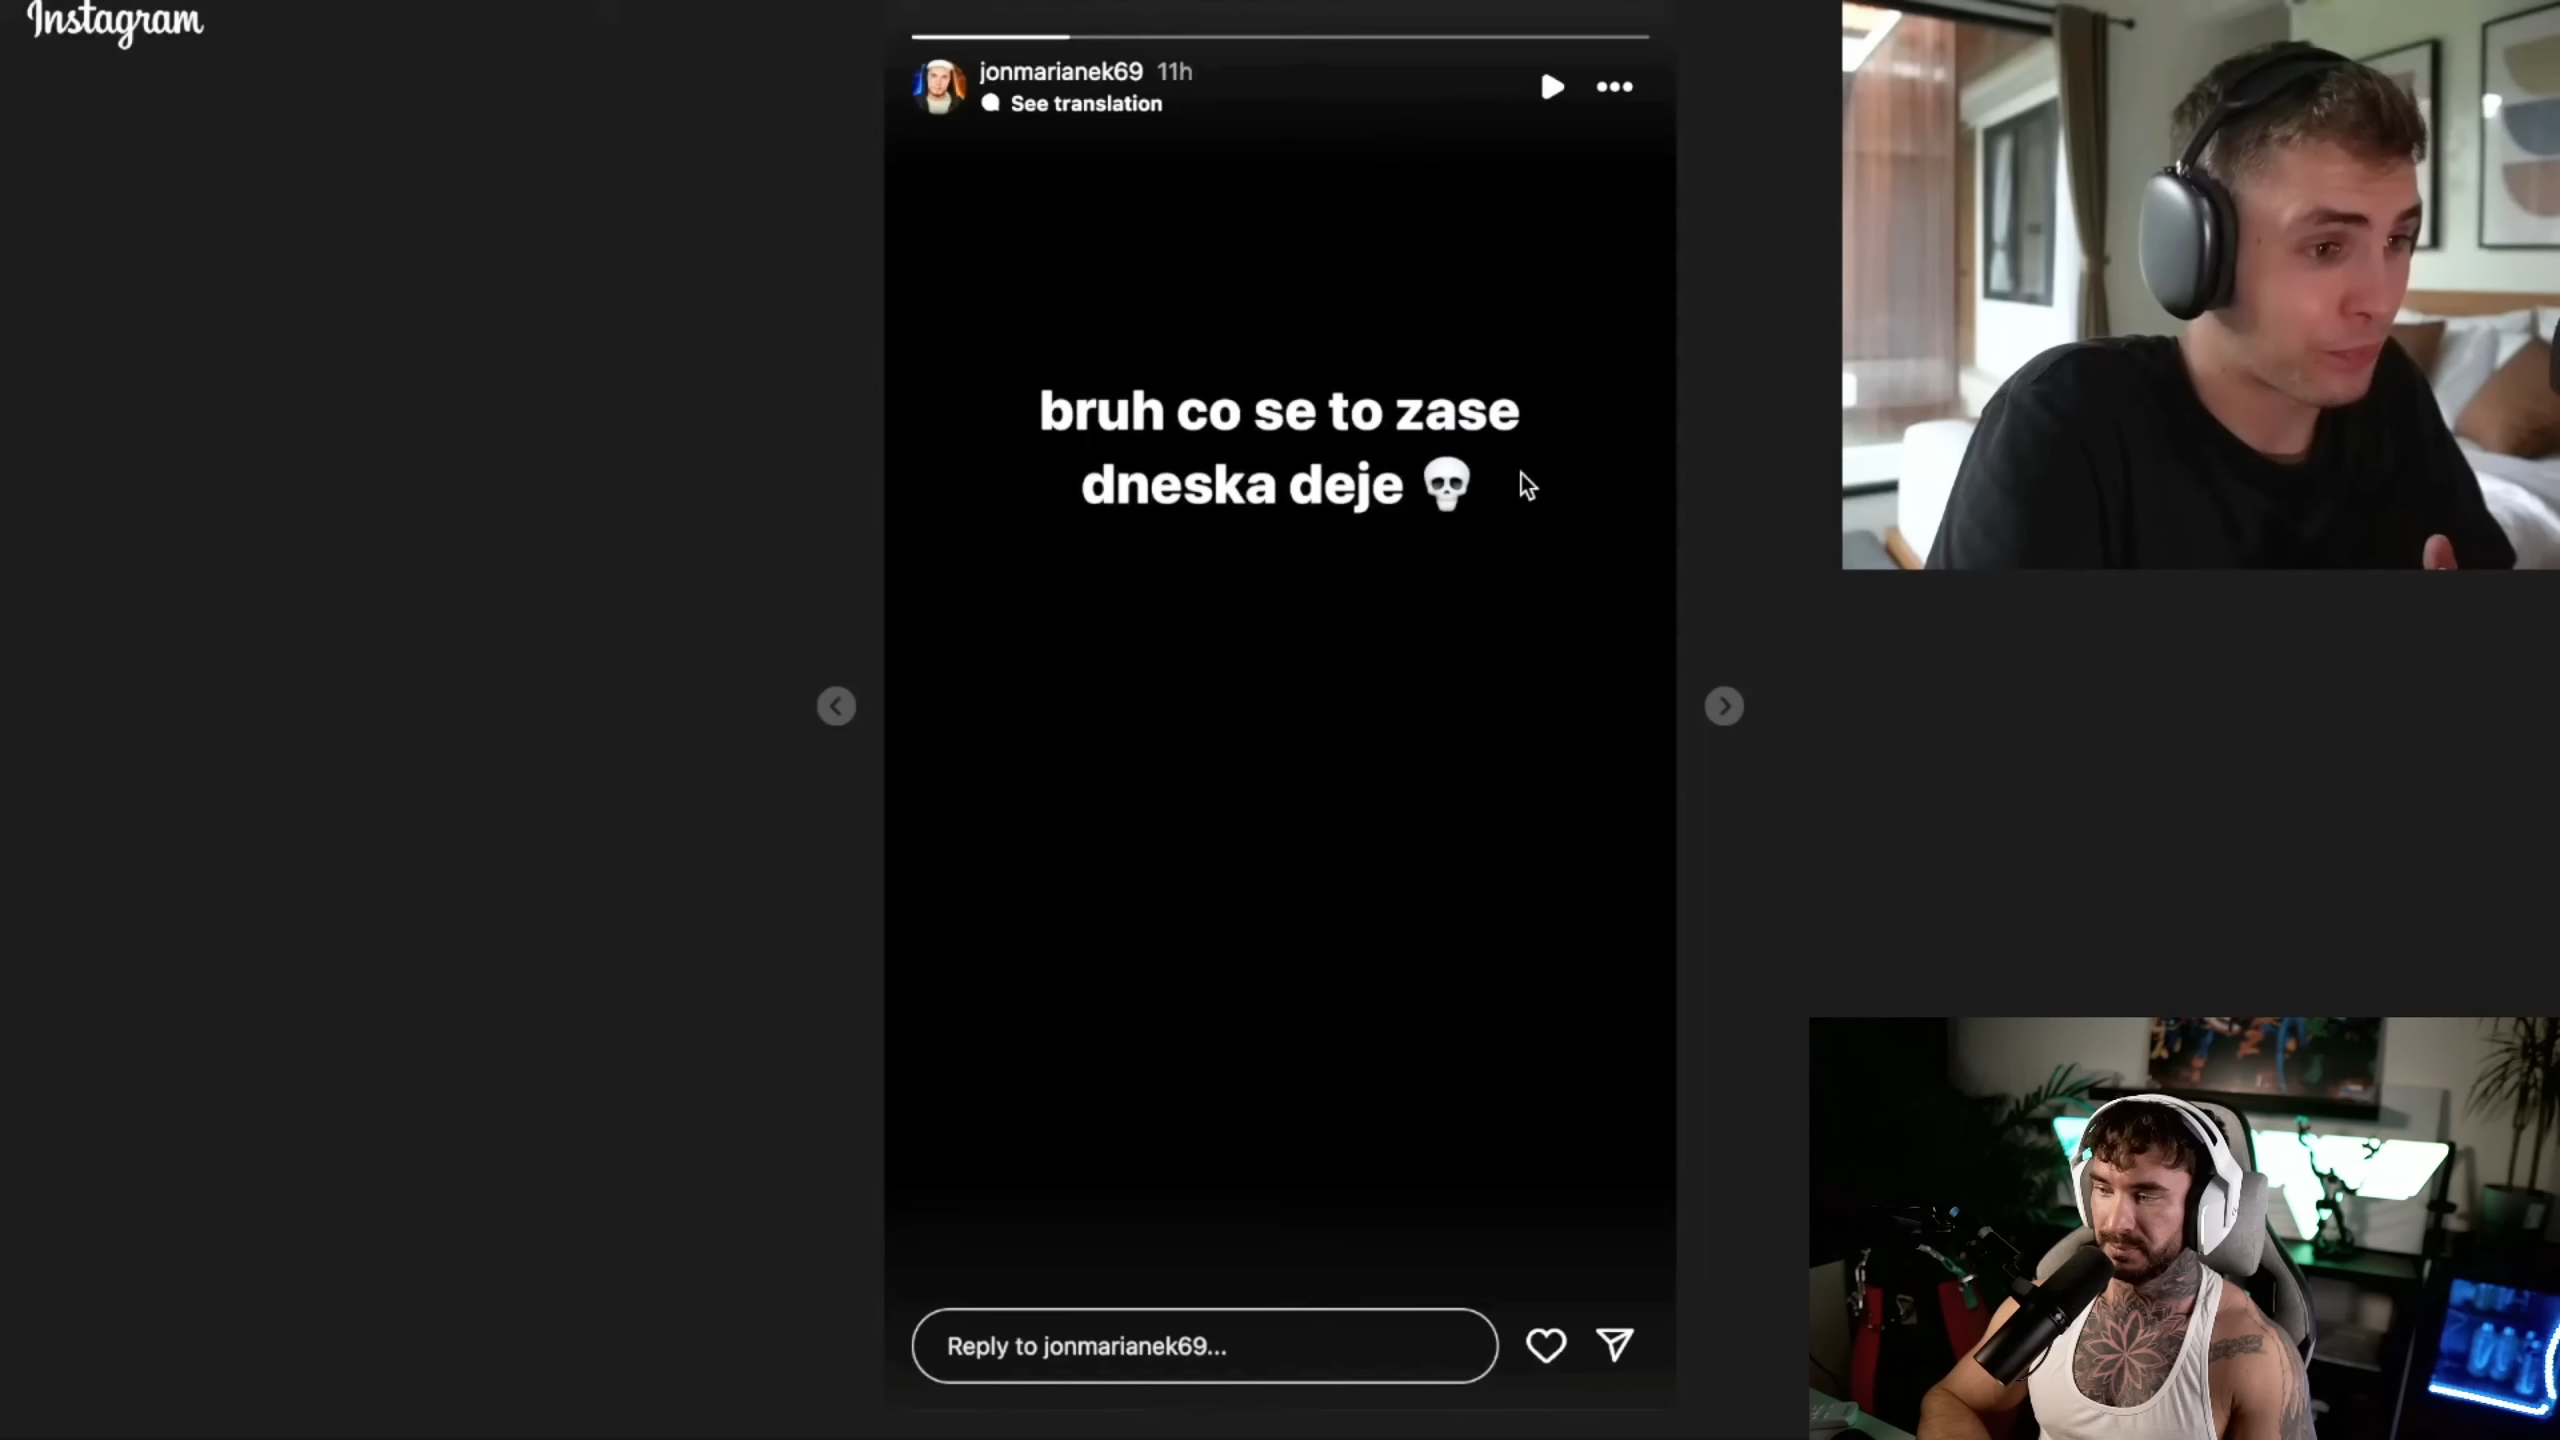 Instagram
jonmarianek69 11h
See translation
bruh co se to zase
dneska deje 💀
Reply to jonmarianek69...